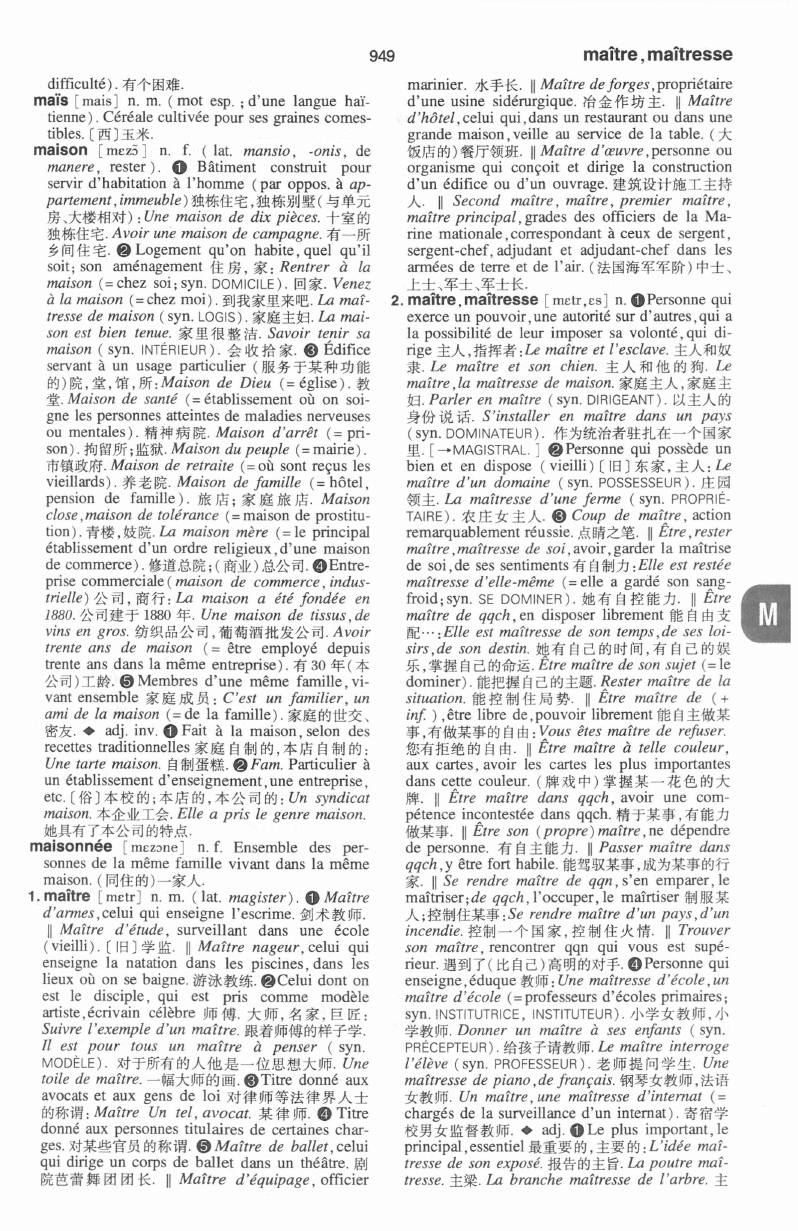 949
maître, maîtresse
difficulté). 有个困难.
maïs [mais] n. m. (mot esp. ; d'une langue haï-
tienne). Céréale cultivée pour ses graines comes-
tibles. 〔西〕玉米.
maison [mɛzɔ̃] n. f. (lat. mansio, -onis, de
manere, rester). ❶ Bâtiment construit pour
servir d'habitation à l'homme (par oppos. à ap-
partement, immeuble) 独栋住宅,独栋别墅(与单元
房、大楼相对): Une maison de dix pièces. 十室的
独栋住宅. Avoir une maison de campagne. 有一所
乡间住宅. ❷ Logement qu'on habite, quel qu'il
soit; son aménagement 住房, 家: Rentrer à la
maison (= chez soi; syn. DOMICILE). 回家. Venez
à la maison (= chez moi). 到我家里来吧. La maî-
tresse de maison (syn. LOGIS). 家庭主妇. La mai-
son est bien tenue. 家里很整洁. Savoir tenir sa
maison (syn. INTÉRIEUR). 会收拾家. ❸ Édifice
servant à un usage particulier (服务于某种功能
的)院,堂,馆,所: Maison de Dieu (= église). 教
堂. Maison de santé (= établissement où on soi-
gne les personnes atteintes de maladies nerveuses
ou mentales). 精神病院. Maison d'arrêt (= pri-
son). 拘留所;监狱. Maison du peuple (= mairie).
市镇政府. Maison de retraite (= où sont reçus les
vieillards). 养老院. Maison de famille (= hôtel,
pension de famille). 旅店; 家庭旅店. Maison
close, maison de tolérance (= maison de prostitu-
tion). 青楼,妓院. La maison mère (= le principal
établissement d'un ordre religieux, d'une maison
de commerce). 修道总院;(商业)总公司. ❹ Entre-
prise commerciale (maison de commerce, indus-
trielle) 公司, 商行: La maison a été fondée en
1880. 公司建于 1880 年. Une maison de tissus, de
vins en gros. 纺织品公司,葡萄酒批发公司. Avoir
trente ans de maison (= être employé depuis
trente ans dans la même entreprise). 有 30 年(本
公司)工龄. ❺ Membres d'une même famille, vi-
vant ensemble 家庭成员: C'est un familier, un
ami de la maison (= de la famille). 家庭的世交、
密友. ◆ adj. inv. ❶ Fait à la maison, selon des
recettes traditionnelles 家庭自制的,本店自制的:
Une tarte maison. 自制蛋糕. ❷ Fam. Particulier à
un établissement d'enseignement, une entreprise,
etc. 〔俗〕本校的;本店的,本公司的: Un syndicat
maison. 本企业工会. Elle a pris le genre maison.
她具有了本公司的特点.
maisonnée [mɛzɔne] n. f. Ensemble des per-
sonnes de la même famille vivant dans la même
maison. (同住的)一家人.
1. maître [mɛtr] n. m. (lat. magister). ❶ Maître
d'armes, celui qui enseigne l'escrime. 剑术教师.
‖ Maître d'étude, surveillant dans une école
(vieilli). 〔旧〕学监. ‖ Maître nageur, celui qui
enseigne la natation dans les piscines, dans les
lieux où on se baigne. 游泳教练. ❷ Celui dont on
est le disciple, qui est pris comme modèle
artiste, écrivain célèbre 师傅. 大师, 名家, 巨匠:
Suivre l'exemple d'un maître. 跟着师傅的样子学.
Il est pour tous un maître à penser (syn.
MODÈLE). 对于所有的人他是一位思想大师. Une
toile de maître. 一幅大师的画. ❸ Titre donné aux
avocats et aux gens de loi 对律师等法律界人士
的称谓: Maître Un tel, avocat. 某律师. ❹ Titre
donné aux personnes titulaires de certaines char-
ges. 对某些官员的称谓. ❺ Maître de ballet, celui
qui dirige un corps de ballet dans un théâtre. 剧
院芭蕾舞团团长. ‖ Maître d'équipage, officier
marinier. 水手长. ‖ Maître de forges, propriétaire
d'une usine sidérurgique. 冶金作坊主. ‖ Maître
d'hôtel, celui qui, dans un restaurant ou dans une
grande maison, veille au service de la table. (大
饭店的)餐厅领班. ‖ Maître d'œuvre, personne ou
organisme qui conçoit et dirige la construction
d'un édifice ou d'un ouvrage. 建筑设计施工主持
人. ‖ Second maître, maître, premier maître,
maître principal, grades des officiers de la Ma-
rine mationale, correspondant à ceux de sergent,
sergent-chef, adjudant et adjudant-chef dans les
armées de terre et de l'air. (法国海军军阶)中士、
上士、军士、军士长.
2. maître, maîtresse [mɛtr, ɛs] n. ❶ Personne qui
exerce un pouvoir, une autorité sur d'autres, qui a
la possibilité de leur imposer sa volonté, qui di-
rige 主人,指挥者: Le maître et l'esclave. 主人和奴
隶. Le maître et son chien. 主人和他的狗. Le
maître, la maîtresse de maison. 家庭主人,家庭主
妇. Parler en maître (syn. DIRIGEANT). 以主人的
身份说话. S'installer en maître dans un pays
(syn. DOMINATEUR). 作为统治者驻扎在一个国家
里. [→MAGISTRAL.] ❷ Personne qui possède un
bien et en dispose (vieilli) 〔旧〕东家, 主人: Le
maître d'un domaine (syn. POSSESSEUR). 庄园
领主. La maîtresse d'une ferme (syn. PROPRIÉ-
TAIRE). 农庄女主人. ❸ Coup de maître, action
remarquablement réussie. 点睛之笔. ‖ Être, rester
maître, maîtresse de soi, avoir, garder la maîtrise
de soi, de ses sentiments 有自制力: Elle est restée
maîtresse d'elle-même (= elle a gardé son sang-
froid; syn. SE DOMINER). 她有自控能力. ‖ Être
maître de qqch, en disposer librement 能自由支
配…: Elle est maîtresse de son temps, de ses loi-
sirs, de son destin. 她有自己的时间,有自己的娱
乐,掌握自己的命运. Être maître de son sujet (= le
dominer). 能把握自己的主题. Rester maître de la
situation. 能控制住局势. ‖ Être maître de (+
inf.), être libre de, pouvoir librement 能自主做某
事,有做某事的自由: Vous êtes maître de refuser.
您有拒绝的自由. ‖ Être maître à telle couleur,
aux cartes, avoir les cartes les plus importantes
dans cette couleur. (牌戏中)掌握某一花色的大
牌. ‖ Être maître dans qqch, avoir une com-
pétence incontestée dans qqch. 精于某事,有能力
做某事. ‖ Être son (propre) maître, ne dépendre
de personne. 有自主能力. ‖ Passer maître dans
qqch, y être fort habile. 能驾驭某事,成为某事的行
家. ‖ Se rendre maître de qqn, s'en emparer, le
maîtriser; de qqch, l'occuper, le maîrtiser 制服某
人;控制住某事: Se rendre maître d'un pays, d'un
incendie. 控制一个国家,控制住火情. ‖ Trouver
son maître, rencontrer qqn qui vous est supé-
rieur. 遇到了(比自己)高明的对手. ❹ Personne qui
enseigne, éduque 教师: Une maîtresse d'école, un
maître d'école (= professeurs d'écoles primaires;
syn. INSTITUTRICE, INSTITUTEUR). 小学女教师,小
学教师. Donner un maître à ses enfants (syn.
PRÉCEPTEUR). 给孩子请教师. Le maître interroge
l'élève (syn. PROFESSEUR). 老师提问学生. Une
maîtresse de piano, de français. 钢琴女教师,法语
女教师. Un maître, une maîtresse d'internat (=
chargés de la surveillance d'un internat). 寄宿学
校男女监督教师. ◆ adj. ❶ Le plus important, le
principal, essentiel 最重要的,主要的: L'idée maî-
tresse de son exposé. 报告的主旨. La poutre maî-
tresse. 主梁. La branche maîtresse de l'arbre. 主
M